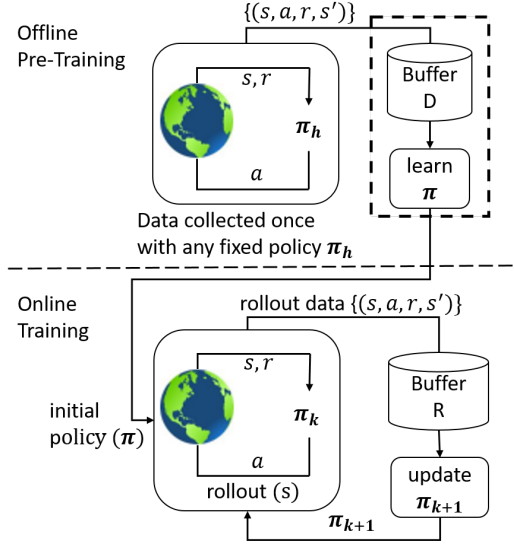 Offline
Pre-Training
{(s, a, r, s′)}
s, r
π_h
a
Buffer
D
learn
π
Data collected once
with any fixed policy π_h
Online
Training
rollout data {(s, a, r, s′)}
s, r
π_k
a
rollout (s)
initial
policy (π)
Buffer
R
update
π_{k+1}
π_{k+1}